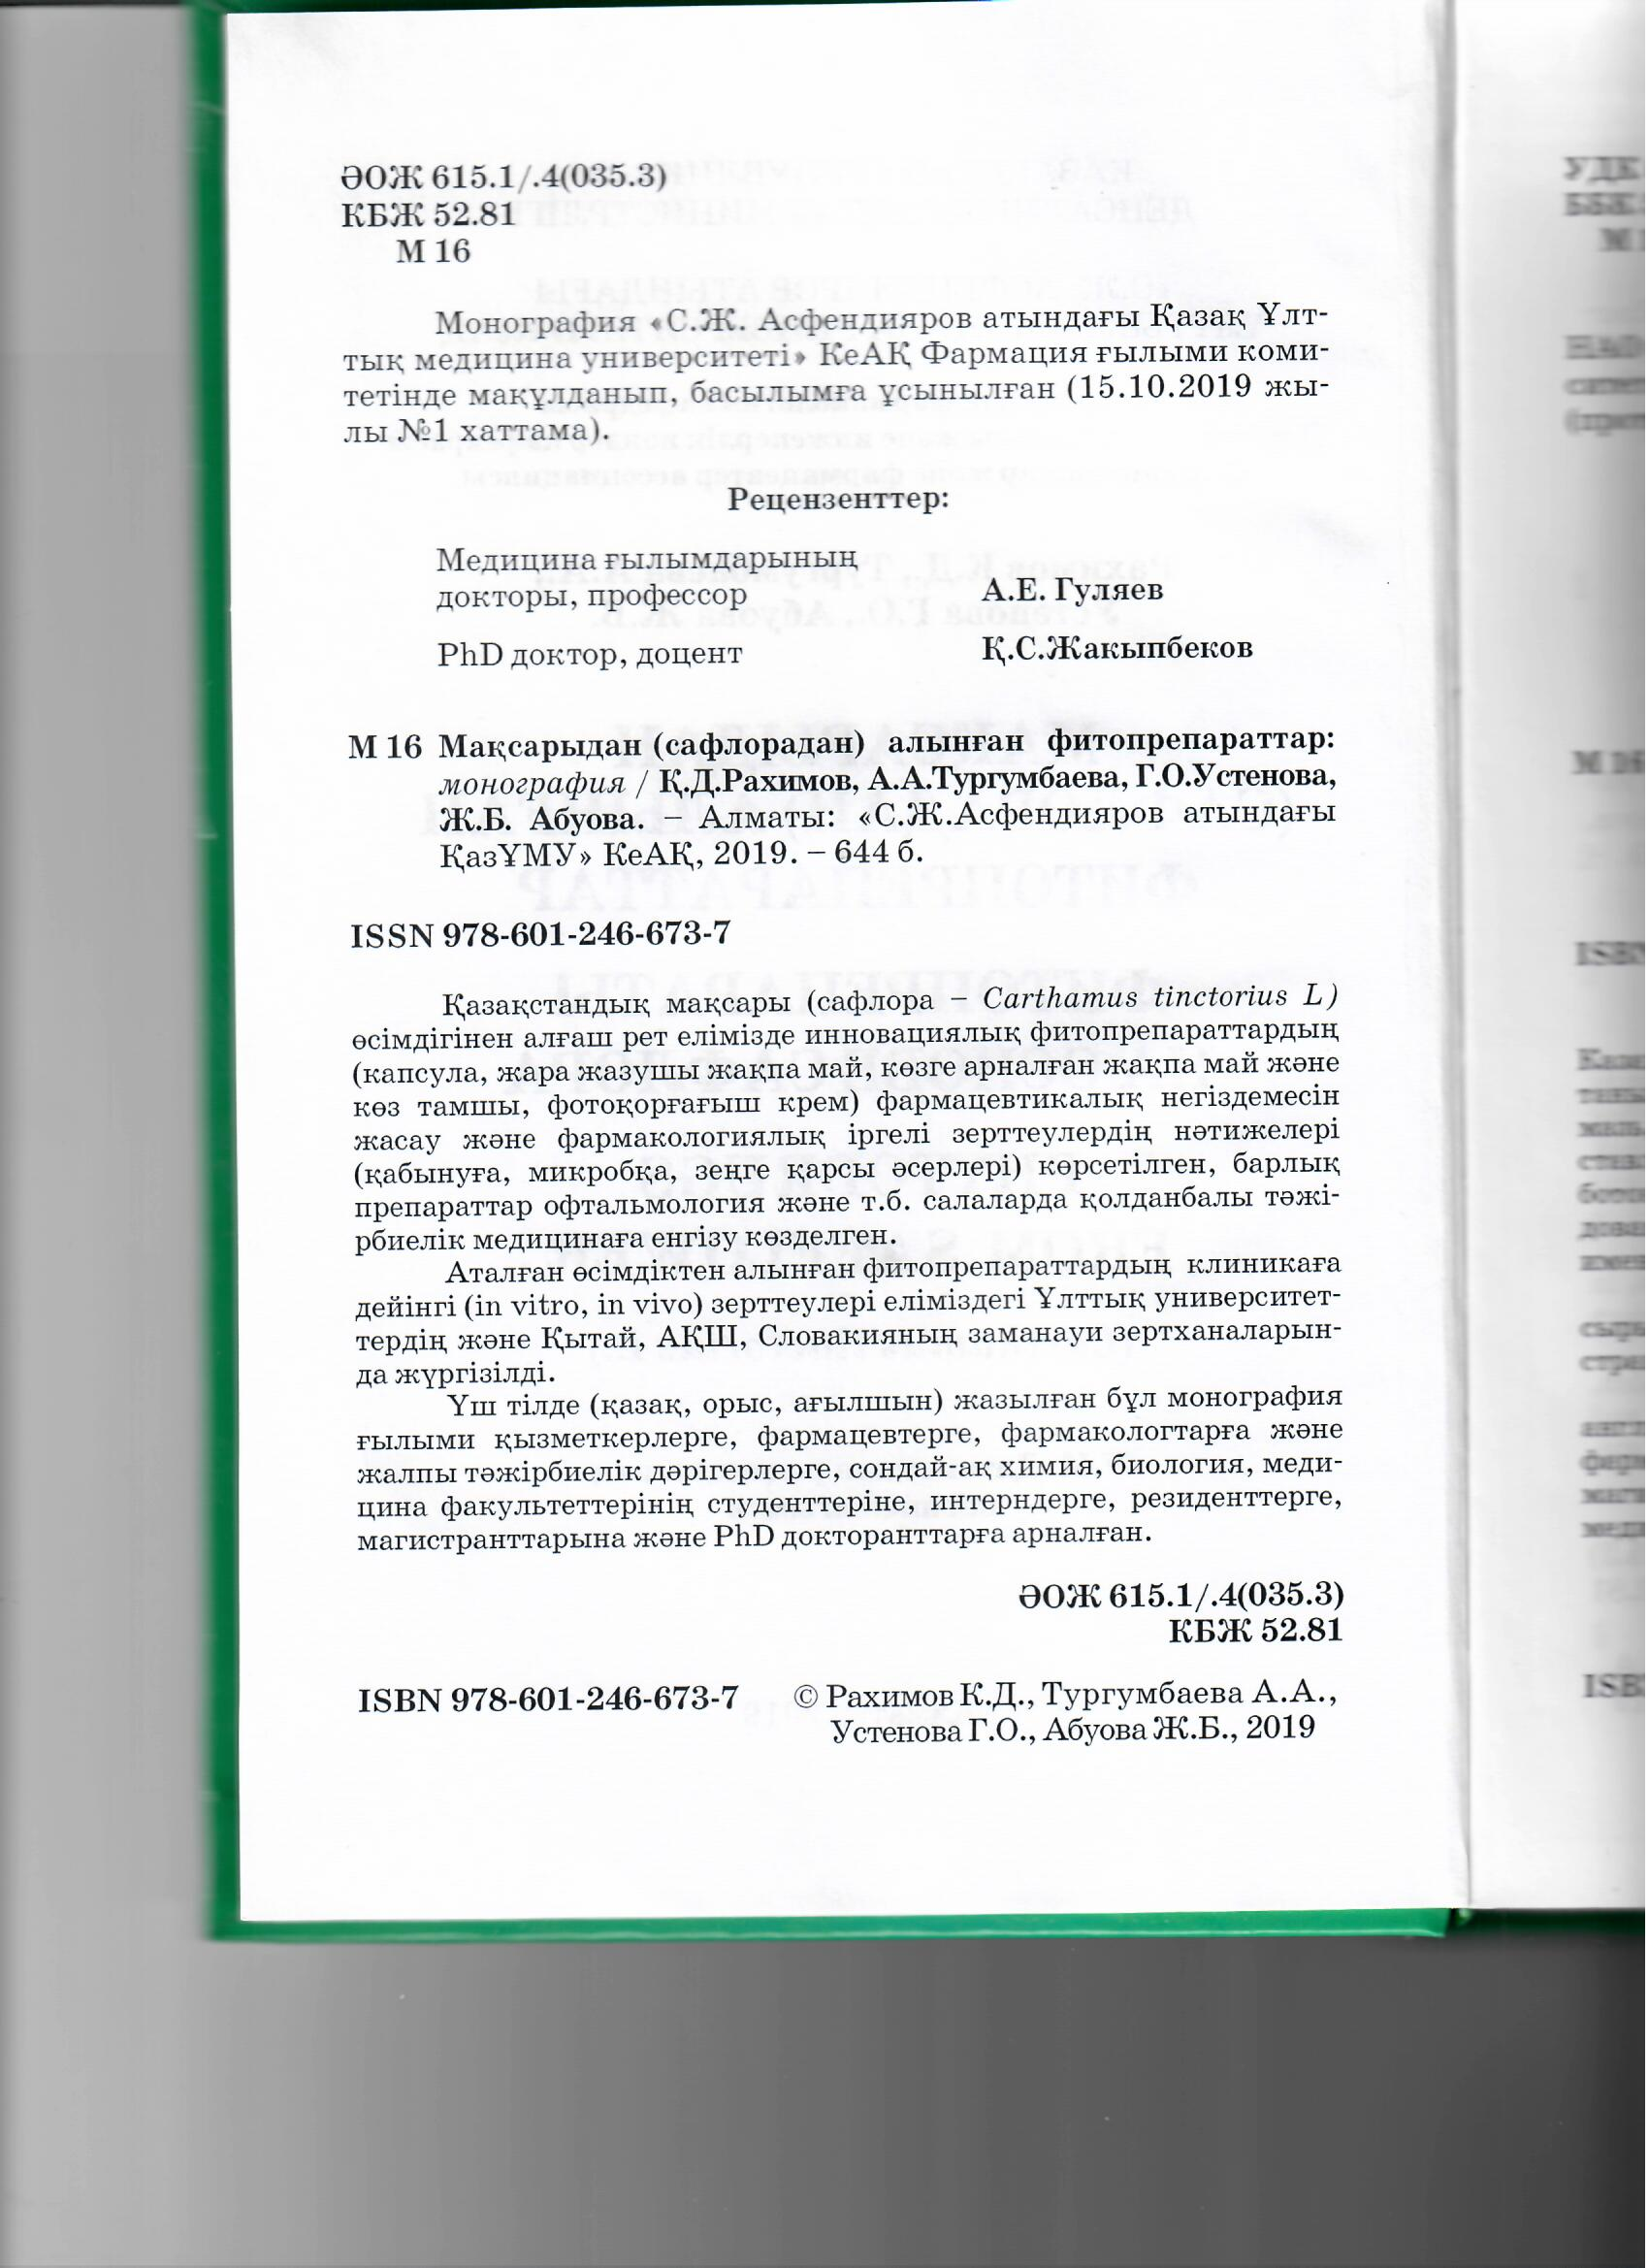 ӘОЖ 615.1/.4(035.3)
КБЖ 52.81
М 16
Монография «С.Ж. Асфендияров атындағы Қазақ Ұлт-
тық медицина университеті» КеАҚ Фармация ғылыми коми-
тетінде мақұлданып, басылымға ұсынылған (15.10.2019 жы-
лы №1 хаттама).
Рецензенттер:
Медицина ғылымдарының
докторы, профессор А.Е. Гуляев
PhD доктор, доцент Қ.С.Жакыпбеков
М 16 Мақсарыдан (сафлорадан) алынған фитопрепараттар:
монография / Қ.Д.Рахимов, А.А.Тургумбаева, Г.О.Устенова,
Ж.Б. Абуова. – Алматы: «С.Ж.Асфендияров атындағы
ҚазҰМУ» КеАҚ, 2019. – 644 б.
ISSN 978-601-246-673-7
Қазақстандық мақсары (сафлора – Carthamus tinctorius L)
өсімдігінен алғаш рет елімізде инновациялық фитопрепараттардың
(капсула, жара жазушы жақпа май, көзге арналған жақпа май және
көз тамшы, фотоқорғағыш крем) фармацевтикалық негіздемесін
жасау және фармакологиялық іргелі зерттеулердің нәтижелері
(қабынуға, микробқа, зеңге қарсы әсерлері) көрсетілген, барлық
препараттар офтальмология және т.б. салаларда қолданбалы тәжі-
рбиелік медицинаға енгізу көзделген.
Аталған өсімдіктен алынған фитопрепараттардың клиникаға
дейінгі (in vitro, in vivo) зерттеулері еліміздегі Ұлттық университет-
тердің және Қытай, АҚШ, Словакияның заманауи зертханаларын-
да жүргізілді.
Үш тілде (қазақ, орыс, ағылшын) жазылған бұл монография
ғылыми қызметкерлерге, фармацевтерге, фармакологтарға және
жалпы тәжірбиелік дәрігерлерге, сондай-ақ химия, биология, меди-
цина факультеттерінің студенттеріне, интерндерге, резиденттерге,
магистранттарына және PhD докторанттарға арналған.
ӘОЖ 615.1/.4(035.3)
КБЖ 52.81
ISBN 978-601-246-673-7 © Рахимов К.Д., Тургумбаева А.А.,
Устенова Г.О., Абуова Ж.Б., 2019